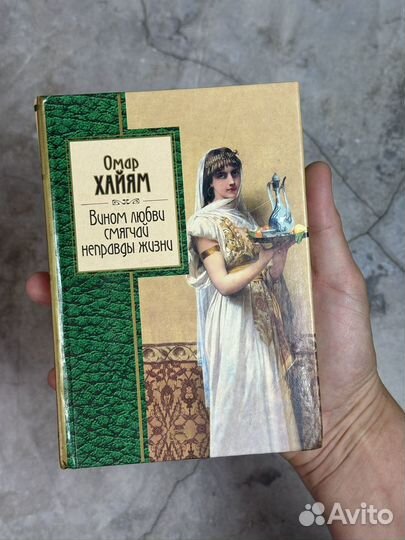 Омар
ХАЙЯМ
Вином любви
смягчай
неправды жизни
Avito